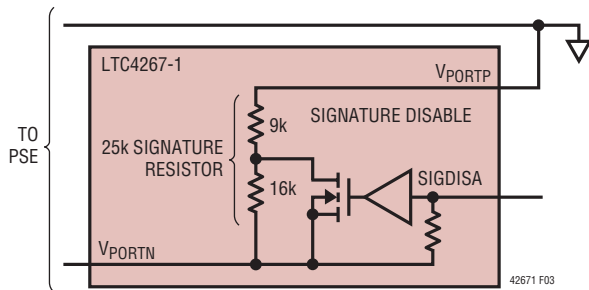 LTC4267-1
VPORTP
9k
SIGNATURE DISABLE
TO
PSE
25k SIGNATURE
RESISTOR
16k
SIGDISA
VPORTN
42671 F03